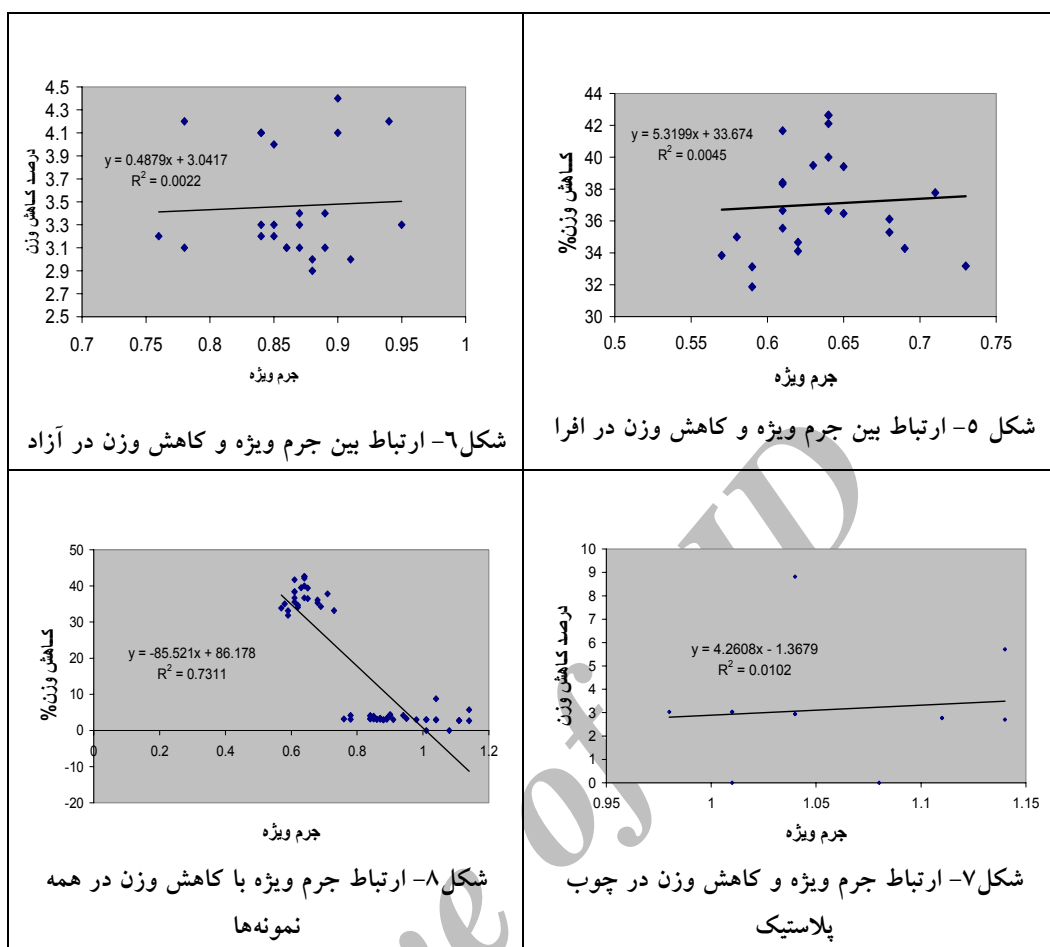 درصد کاهش وزن
4.5
4.3
4.1
3.9
3.7
3.5
3.3
3.1
2.9
2.7
2.5
y = 0.4879x + 3.0417
R² = 0.0022
0.7 0.75 0.8 0.85 0.9 0.95 1
جرم ویژه
شکل٦- ارتباط بین جرم ویژه و کاهش وزن در آزاد
کاهش وزن%
44
42
40
38
36
34
32
30
y = 5.3199x + 33.674
R² = 0.0045
0.5 0.55 0.6 0.65 0.7 0.75
جرم ویژه
شکل ٥- ارتباط بین جرم ویژه و کاهش وزن در افرا
کاهش وزن%
50
40
30
20
10
0
-10
-20
y = -85.521x + 86.178
R² = 0.7311
0 0.2 0.4 0.6 0.8 1 1.2
جرم ویژه
شکل٨- ارتباط جرم ویژه با کاهش وزن در همه
نمونه‌ها
درصد کاهش وزن
10
9
8
7
6
5
4
3
2
1
0
y = 4.2608x - 1.3679
R² = 0.0102
0.95 1 1.05 1.1 1.15
جرم ویژه
شکل٧- ارتباط جرم ویژه و کاهش وزن در چوب
پلاستیک
of